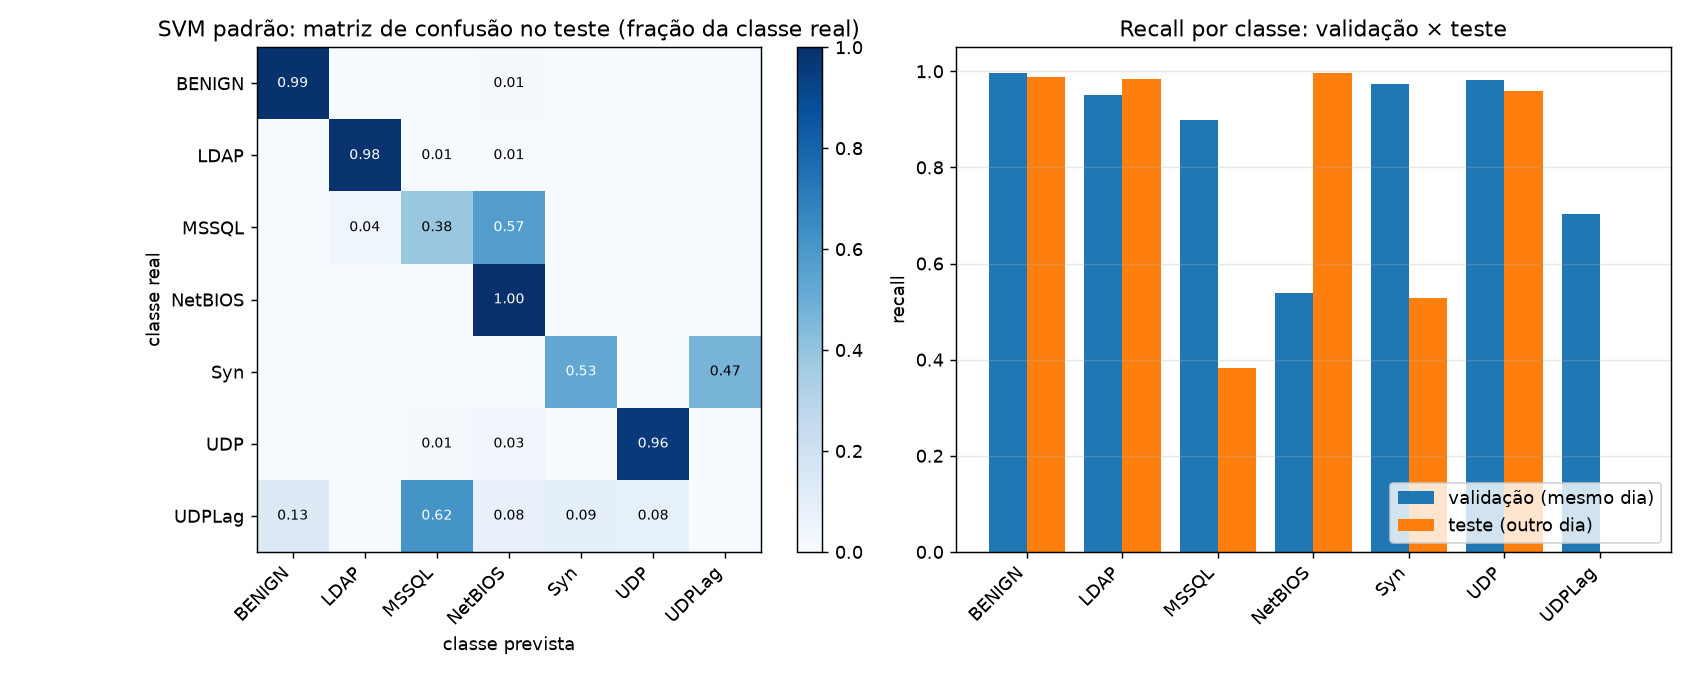 SVM padrão: matriz de confusão no teste (fração da classe real)
BENIGN
LDAP
MSSQL
NetBIOS
Syn
UDP
UDPLag
classe real
0.99 0.01
0.98 0.01 0.01
0.04 0.38 0.57
1.00
0.53 0.47
0.01 0.03 0.96
0.13 0.62 0.08 0.09 0.08
BENIGN
LDAP
MSSQL
NetBIOS
Syn
UDP
UDPLag
classe prevista
1.0
0.8
0.6
0.4
0.2
0.0
Recall por classe: validação × teste
recall
1.0
0.8
0.6
0.4
0.2
0.0
validação (mesmo dia)
teste (outro dia)
BENIGN
LDAP
MSSQL
NetBIOS
Syn
UDP
UDPLag